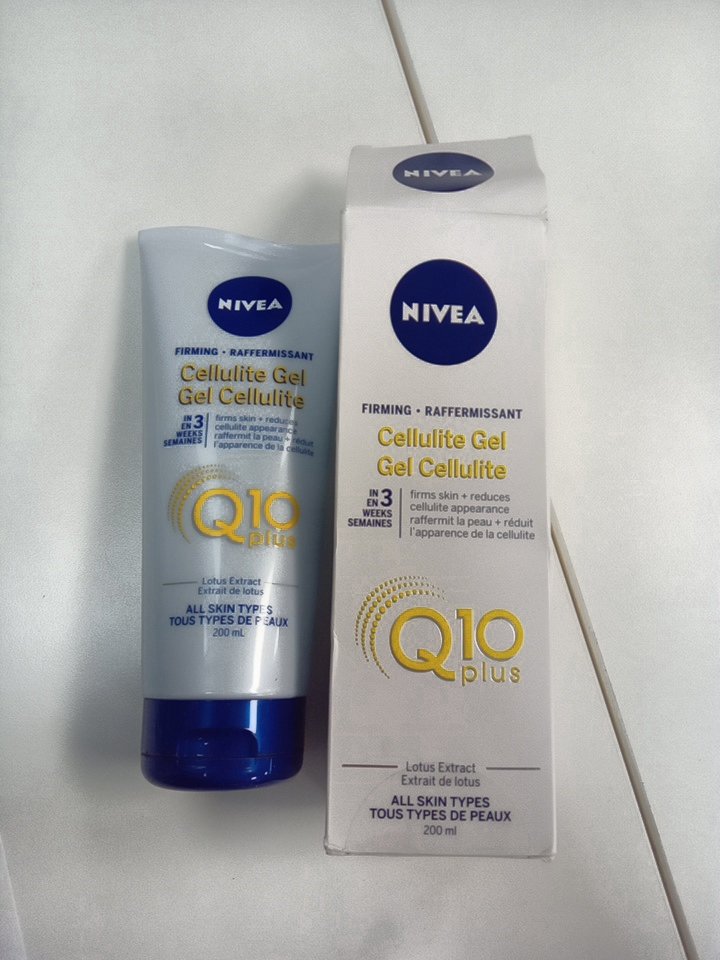 NIVEA
FIRMING • RAFFERMISSANT
Cellulite Gel
Gel Cellulite
IN
EN 3
WEEKS
SEMAINES
firms skin + reduces
cellulite appearance
raffermit la peau + réduit
l'apparence de la cellulite
Q10
plus
Lotus Extract
Extrait de lotus
ALL SKIN TYPES
TOUS TYPES DE PEAUX
200 mL
NIVEA
NIVEA
FIRMING • RAFFERMISSANT
Cellulite Gel
Gel Cellulite
IN
EN 3
WEEKS
SEMAINES
firms skin + reduces
cellulite appearance
raffermit la peau + réduit
l'apparence de la cellulite
Q10
plus
Lotus Extract
Extrait de lotus
ALL SKIN TYPES
TOUS TYPES DE PEAUX
200 ml